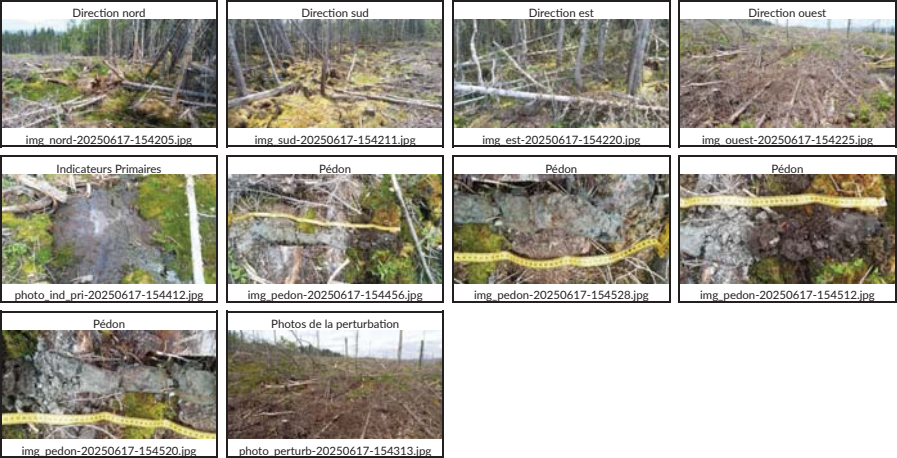 Direction nord
Direction sud
Direction est
Direction ouest
img_nord-20250617-154205.jpg
img_sud-20250617-154211.jpg
img_est-20250617-154220.jpg
img_ouest-20250617-154225.jpg
Indicateurs Primaires
Pédon
Pédon
Pédon
photo_ind_pri-20250617-154412.jpg
img_pedon-20250617-154456.jpg
img_pedon-20250617-154528.jpg
img_pedon-20250617-154512.jpg
Pédon
Photos de la perturbation
img_pedon-20250617-154520.jpg
photo_perturb-20250617-154313.jpg